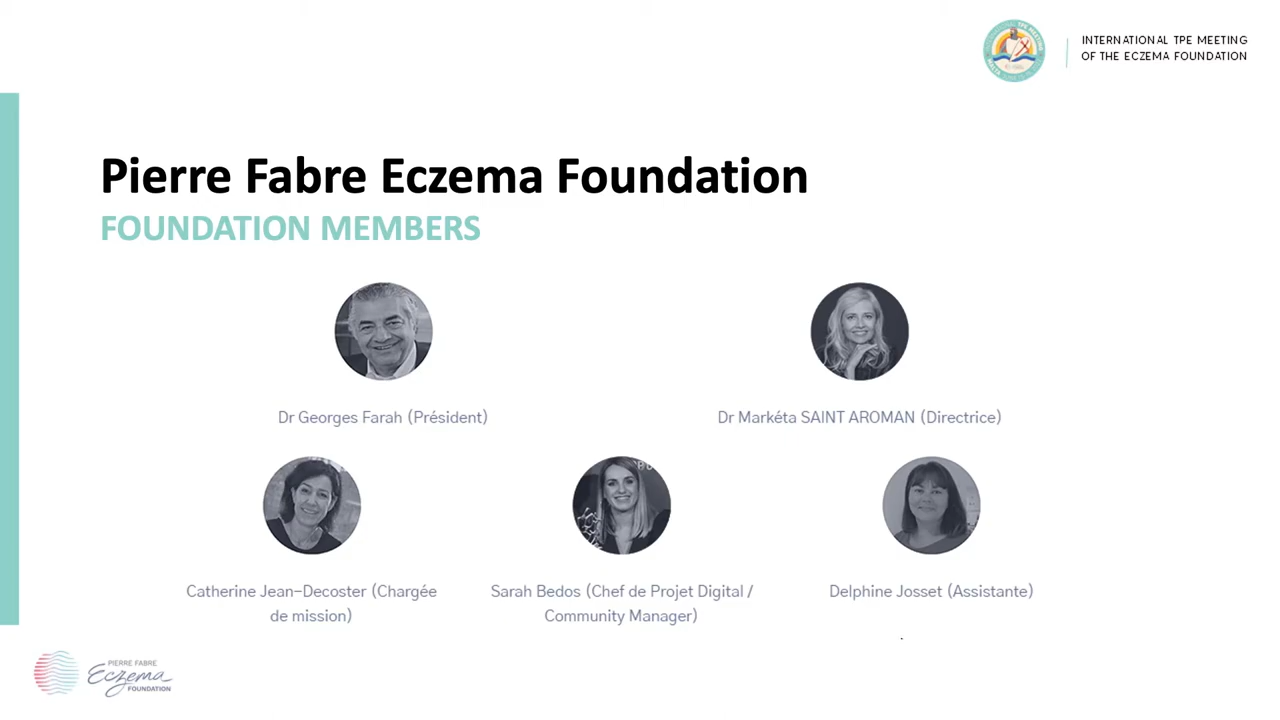 INTERNATIONAL TPE MEETING
OF THE ECZEMA FOUNDATION
Pierre Fabre Eczema Foundation
FOUNDATION MEMBERS
Dr Georges Farah (Président)
Dr Markéta SAINT AROMAN (Directrice)
Catherine Jean-Decoster (Chargée
de mission)
Sarah Bedos (Chef de Projet Digital /
Community Manager)
Delphine Josset (Assistante)
PIERRE FABRE
Eczema
FOUNDATION